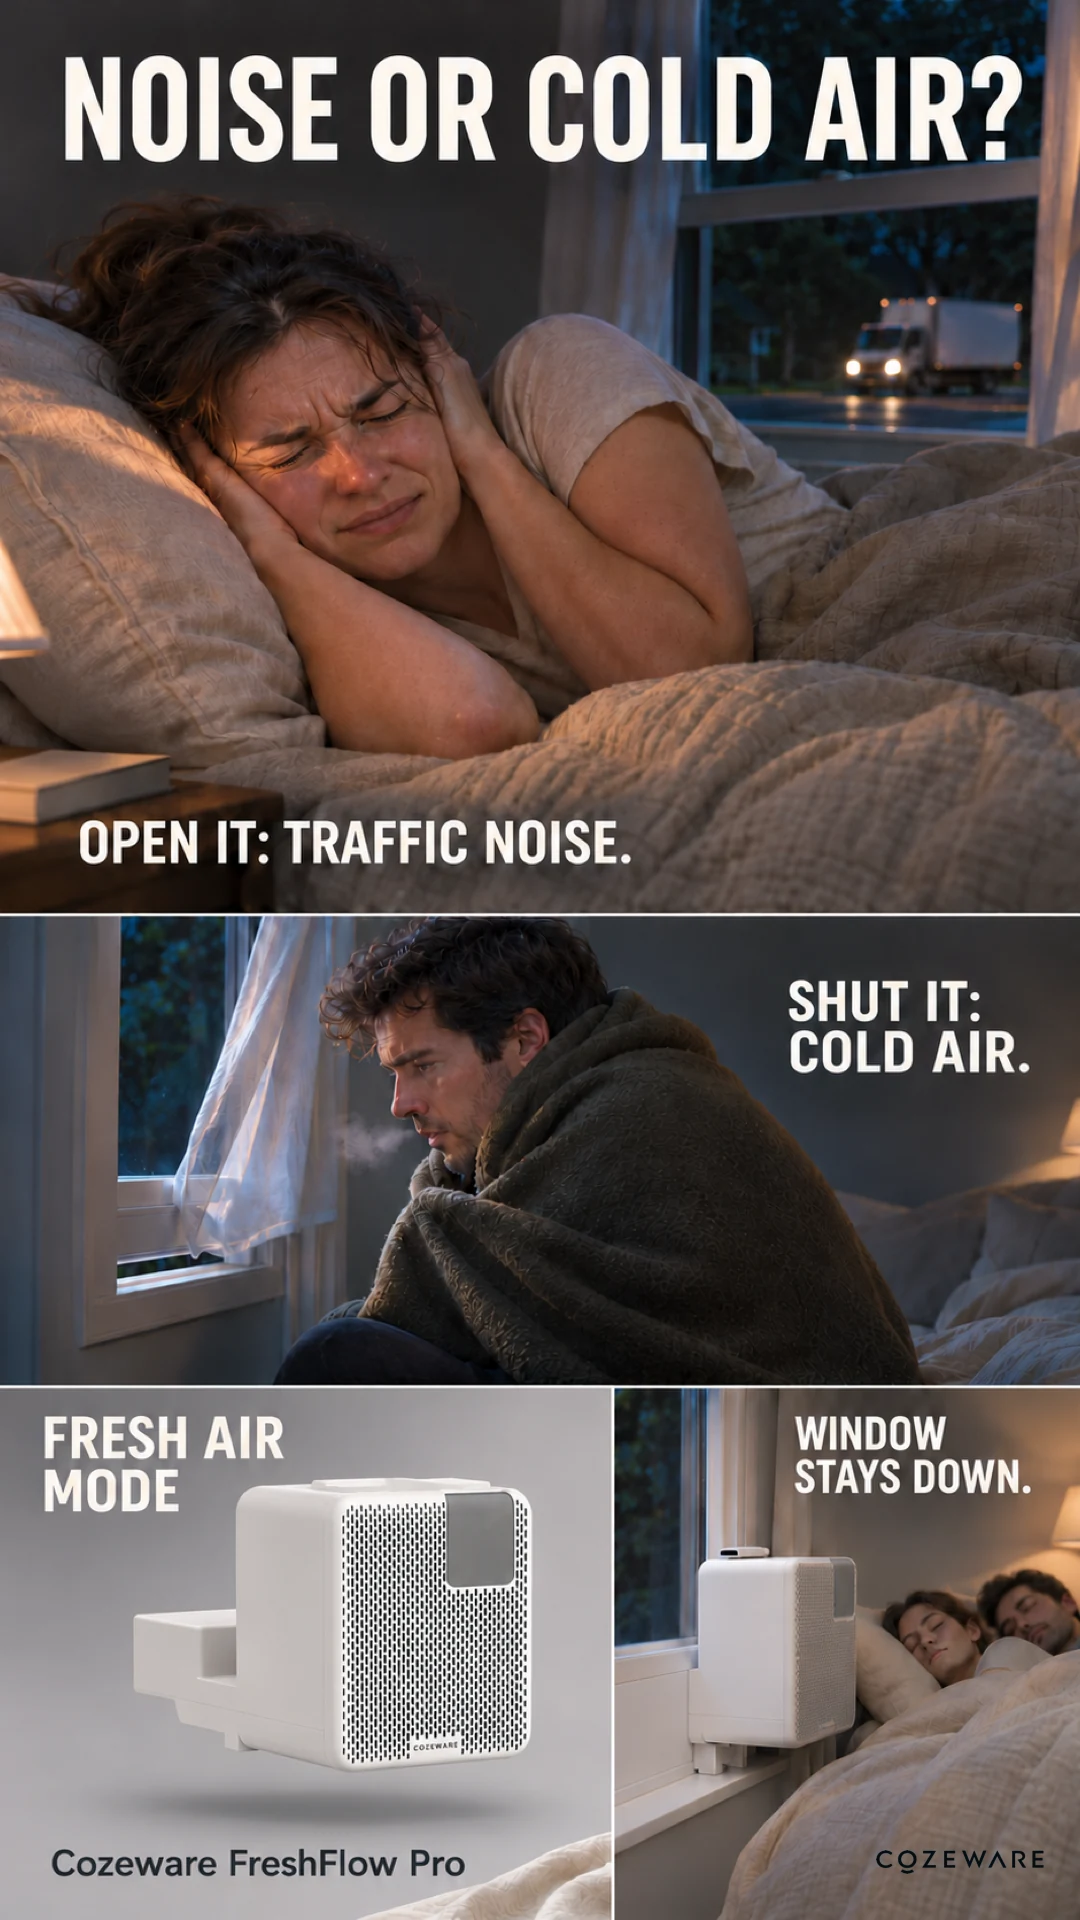 NOISE OR COLD AIR?
OPEN IT: TRAFFIC NOISE.
SHUT IT:
COLD AIR.
FRESH AIR
MODE
COZEWARE
Cozeware FreshFlow Pro
WINDOW
STAYS DOWN.
COZEWARE